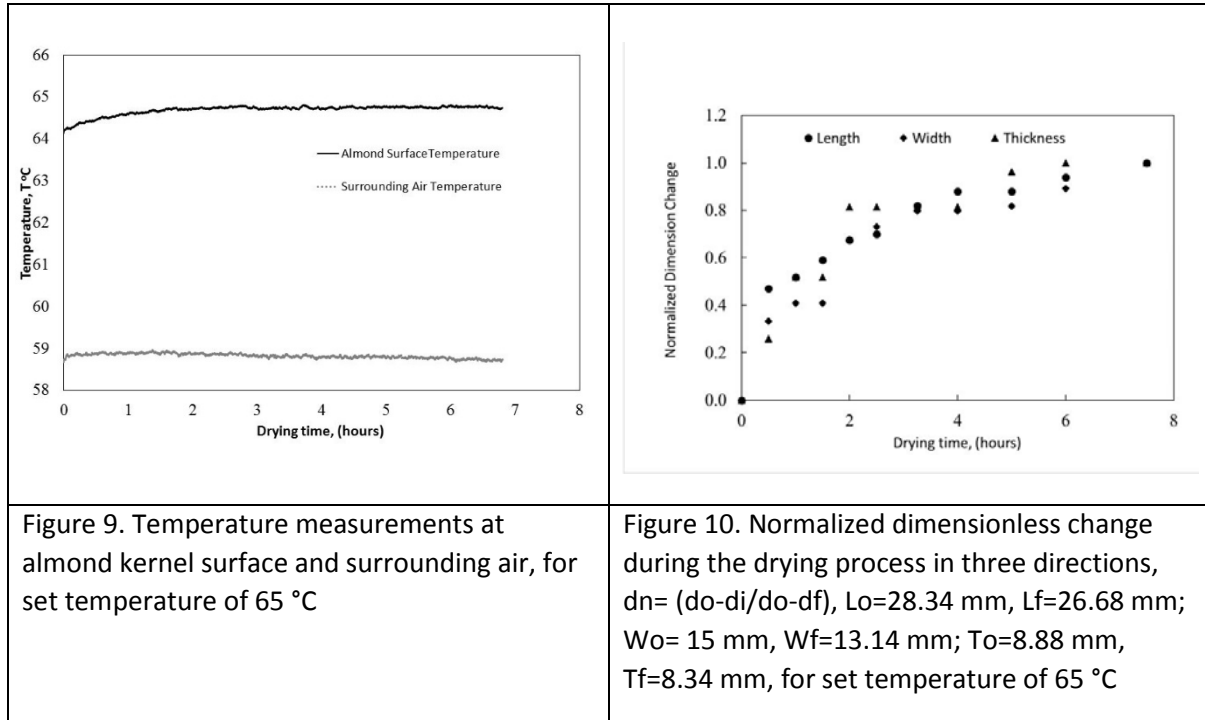 66
65
64
63
62
61
60
59
58
Temperature, T°C
Almond SurfaceTemperature
Surrounding Air Temperature
0 1 2 3 4 5 6 7 8
Drying time, (hours)
1.2
1.0
0.8
0.6
0.4
0.2
0.0
Normalized Dimension Change
Length Width Thickness
0 2 4 6 8
Drying time, (hours)
Figure 9. Temperature measurements at
almond kernel surface and surrounding air, for
set temperature of 65 °C
Figure 10. Normalized dimensionless change
during the drying process in three directions,
dn= (do-di/do-df), Lo=28.34 mm, Lf=26.68 mm;
Wo= 15 mm, Wf=13.14 mm; To=8.88 mm,
Tf=8.34 mm, for set temperature of 65 °C